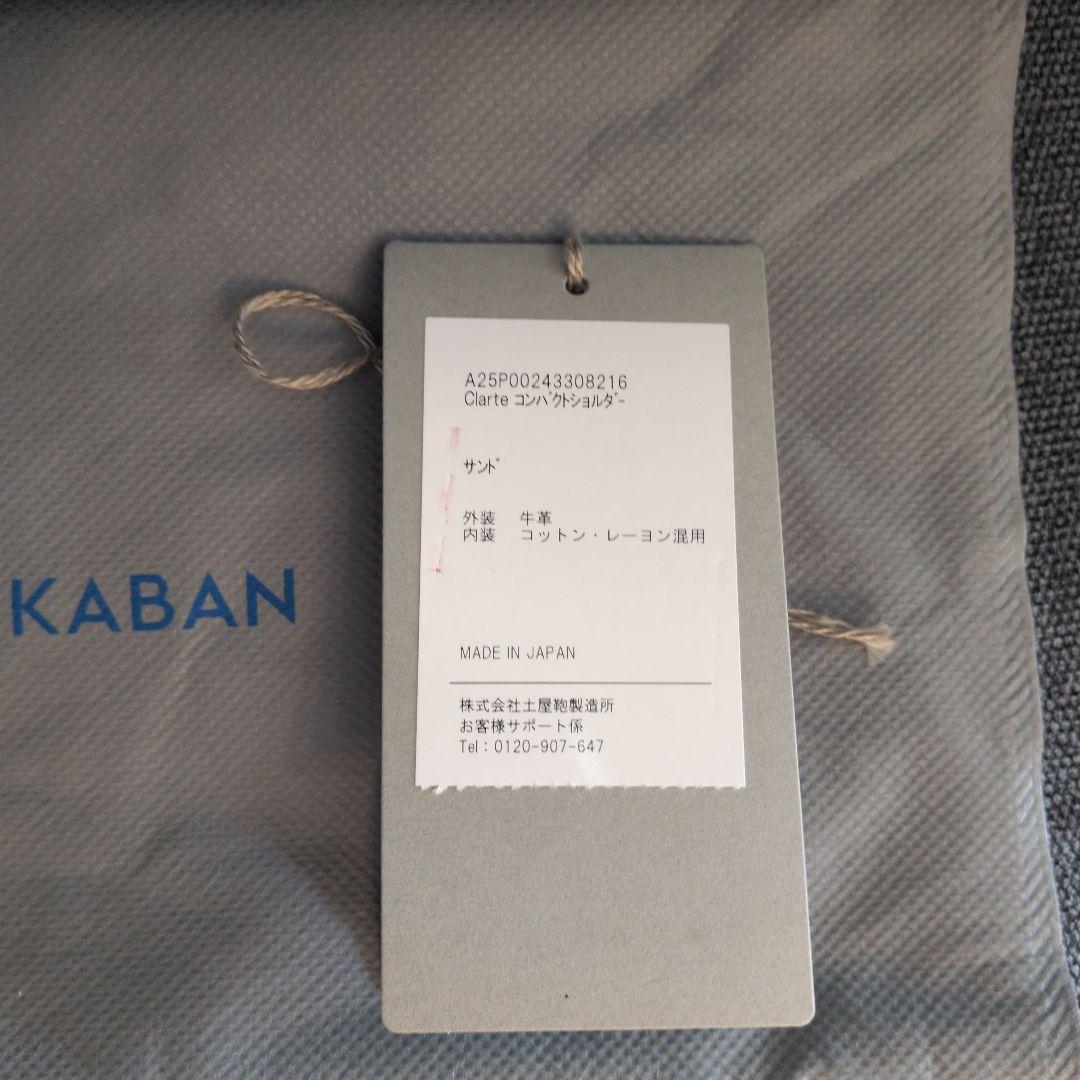 A25P00243308216
Clarte ｺﾝﾊﾟｸﾄｼｮﾙﾀﾞｰ
ｻﾝﾄﾞ
外装 牛革
内装 コットン・レーヨン混用
KABAN
MADE IN JAPAN
株式会社土屋鞄製造所
お客様サポート係
Tel：0120-907-647